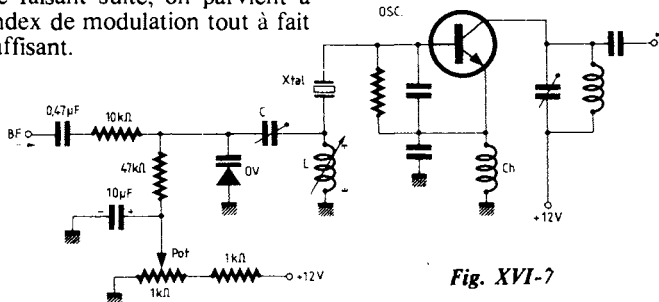 e faisant suite, on parvient à
ndex de modulation tout à fait
uffisant.
OSC.
Xtal
0,47µF
10kΩ
C
BF
47kΩ
DV
L
Ch
10µF
+12V
Pot
1kΩ
+12V
1kΩ
Fig. XVI-7